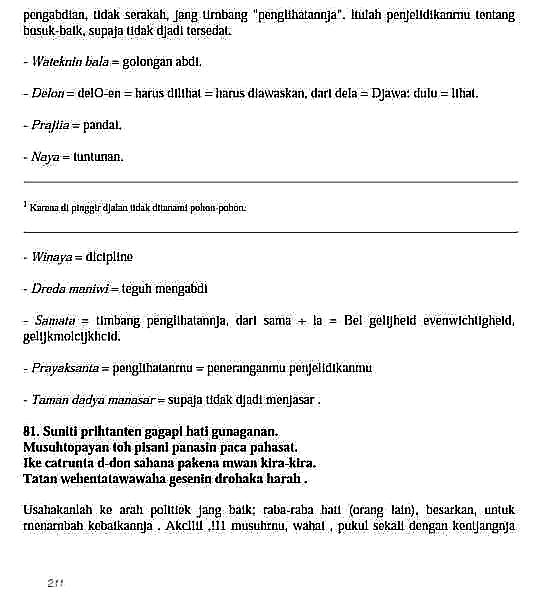 pengabdian, tidak serakah, jang timbang "penglihatannja". Itulah penjelidikanmu tentang
busuk-baik, supaja tidak djadi tersedat.
- Wateknin bala = golongan abdi.
- Delon = delO-en = harus dilihat = harus diawaskan, dari dela = Djawa: dulu = lihat.
- Prajlia = pandai.
- Naya = tuntunan.
1 Karena di pinggir djalan tidak ditanami pohon-pohon.
- Winaya = dicipline
- Dreda maniwi = teguh mengabdi
- Samata = timbang penglihatannja, dari sama + ia = Bel gelijheid evenwichtigheid,
gelijkmolcijkhcid.
- Prayaksanta = penglihatanrnu = peneranganmu penjelidikanmu
- Taman dadya manasar = supaja tidak djadi menjasar .
81. Suniti prihtanten gagapi hati gunaganan.
Musuhtopayan toh pisani panasin paca pahasat.
Ike catrunta d-don sahana pakena mwan kira-kira.
Tatan wehentatawawaha gesenin drohaka harah .
Usahakanlah ke arah politiek jang baik; raba-raba hati (orang lain), besarkan, untuk
menambah kebaikannja . Akcilil .!I1 musuhrnu, wahai , pukul sekali dengan kenijangnja
211